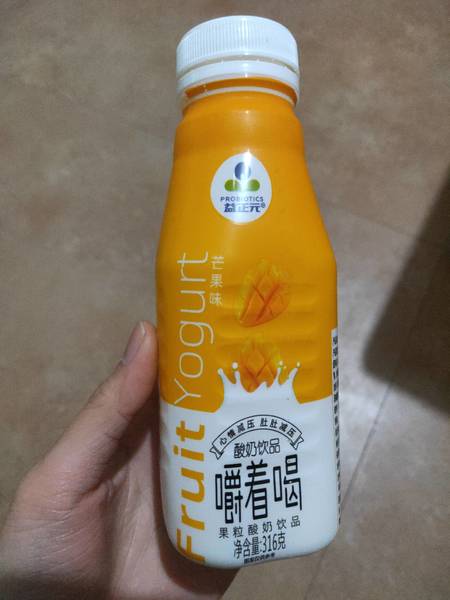 PROBIOTICS
益正元
Fruit Yogurt
芒果味
心情减压 肚肚减压
酸奶饮品
嚼着喝
果粒酸奶饮品
净含量:316克